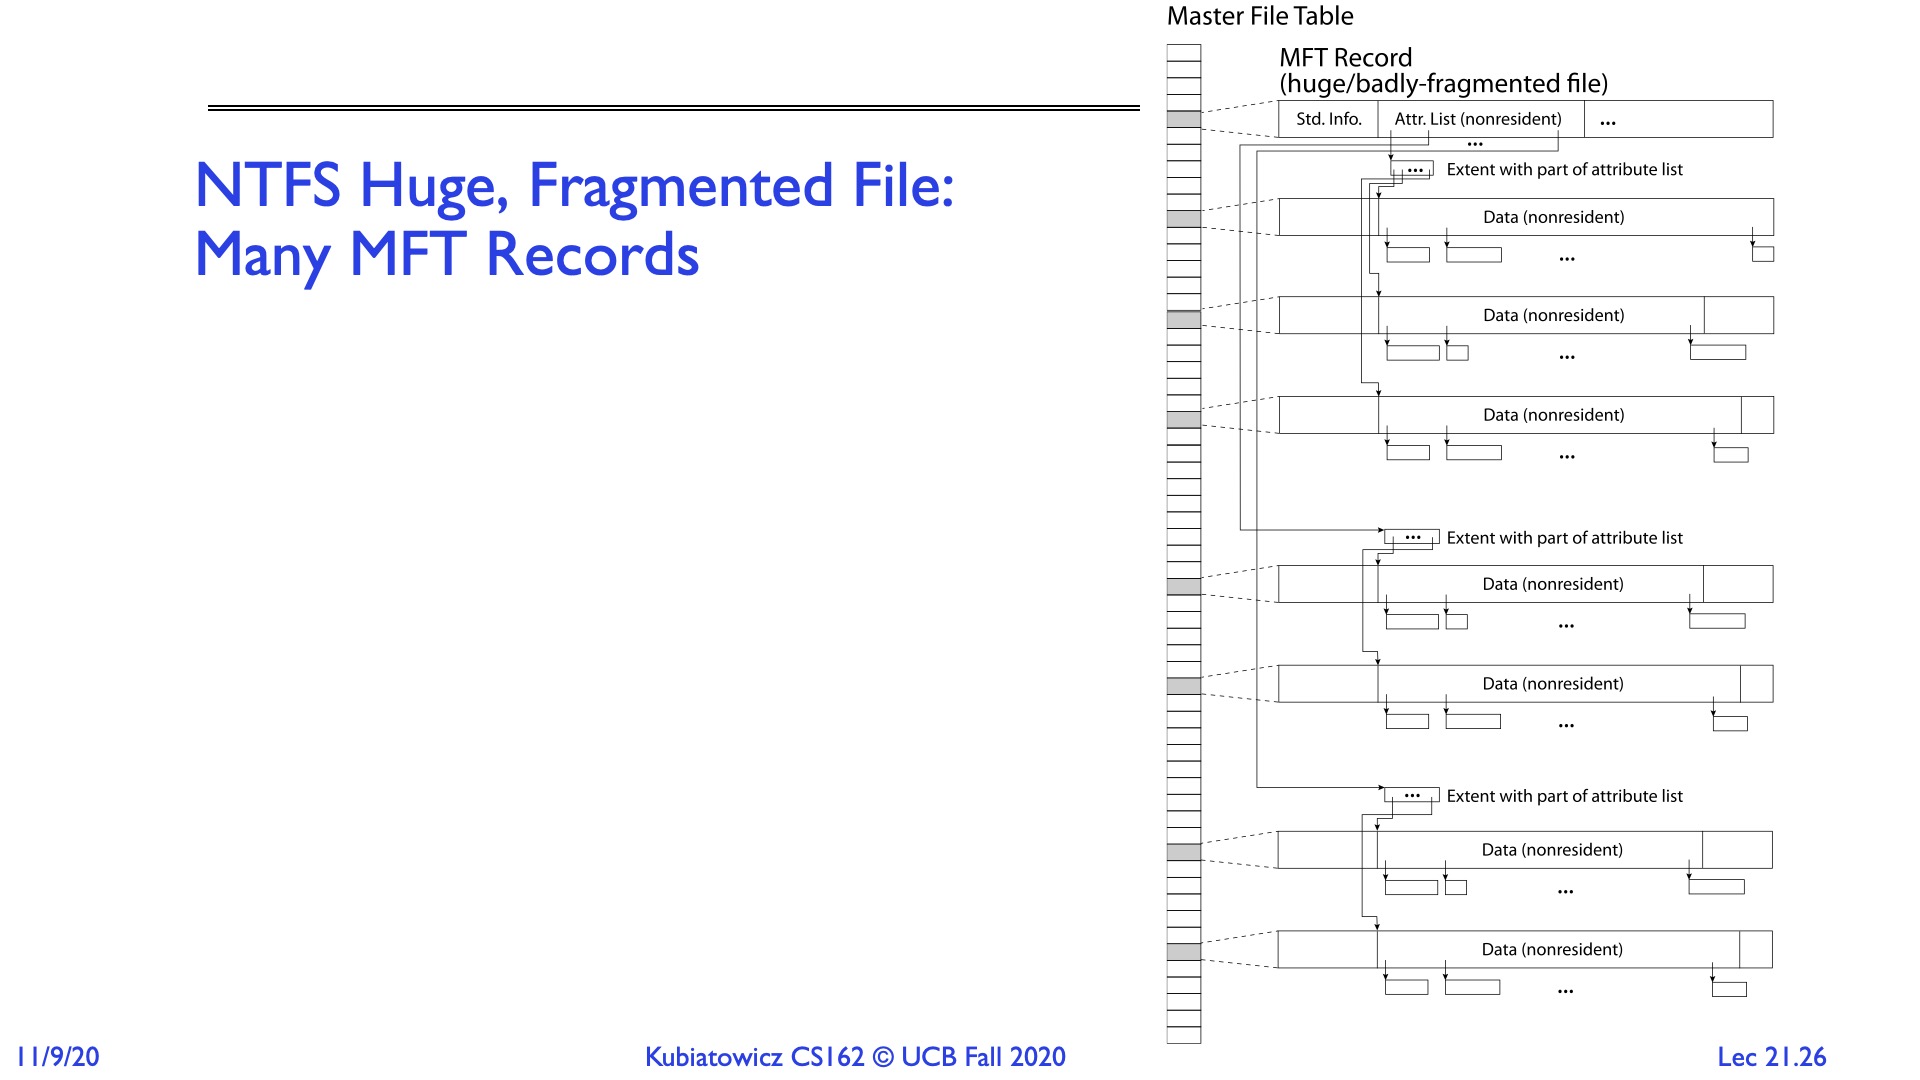 Master File Table
MFT Record
(huge/badly-fragmented file)
Std. Info.
Attr. List (nonresident)
...
...
... Extent with part of attribute list
NTFS Huge, Fragmented File:
Many MFT Records
Data (nonresident)
...
Data (nonresident)
...
Data (nonresident)
...
... Extent with part of attribute list
Data (nonresident)
...
Data (nonresident)
...
... Extent with part of attribute list
Data (nonresident)
...
Data (nonresident)
...
11/9/20
Kubiatowicz CS162 © UCB Fall 2020
Lec 21.26